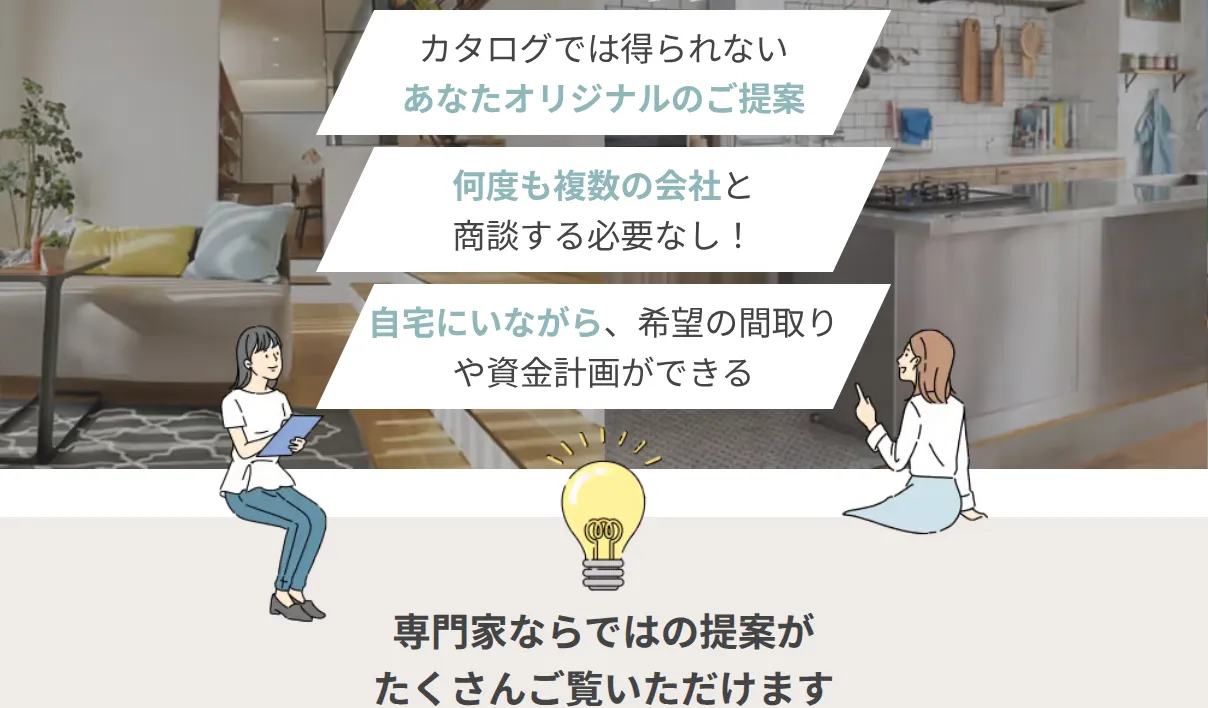 カタログでは得られない
あなたオリジナルのご提案
何度も複数の会社と
商談する必要なし！
自宅にいながら、希望の間取り
や資金計画ができる
専門家ならではの提案が
たくさんご覧いただけます